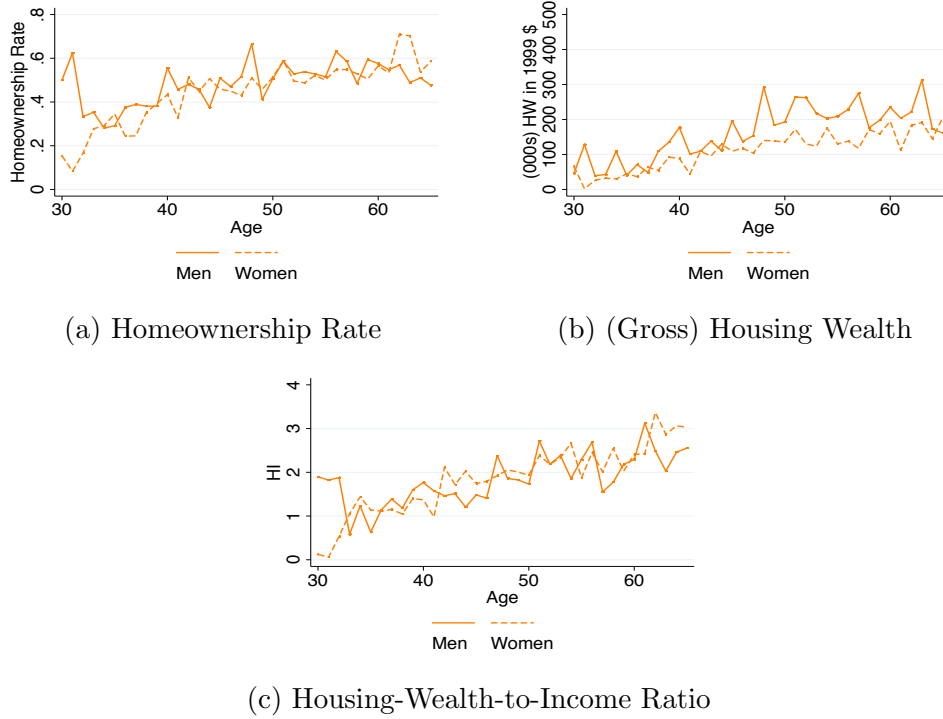 Homeownership Rate
.8
.6
.4
.2
0
30 40 50 60
Age
Men Women
(a) Homeownership Rate
(000s) HW in 1999 $
500
400
300
200
100
0
30 40 50 60
Age
Men Women
(b) (Gross) Housing Wealth
HI
4
3
2
1
0
30 40 50 60
Age
Men Women
(c) Housing-Wealth-to-Income Ratio